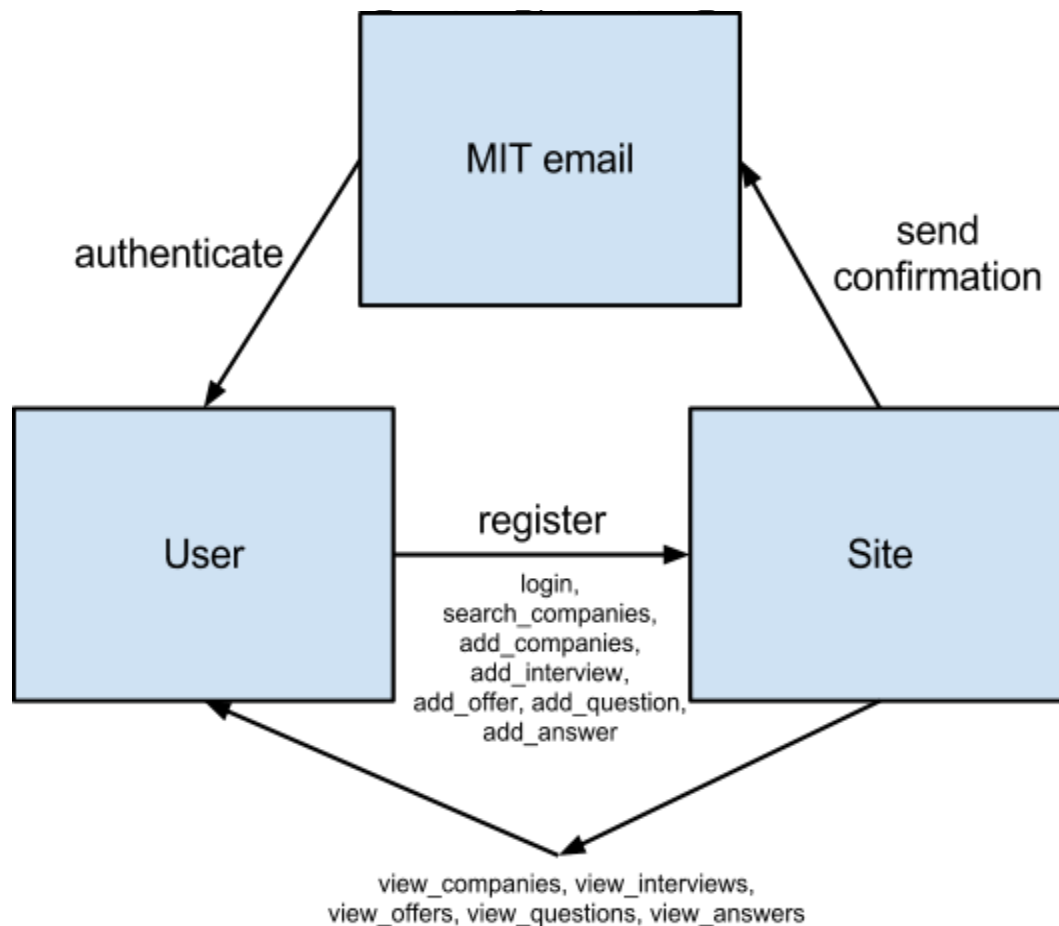 MIT email
authenticate
send
confirmation
User
register
Site
login,
search_companies,
add_companies,
add_interview,
add_offer, add_question,
add_answer
view_companies, view_interviews,
view_offers, view_questions, view_answers